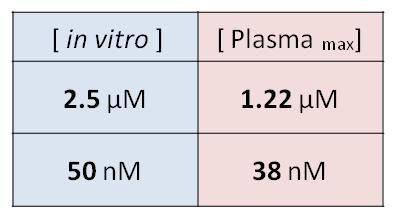 [ in vitro ] [ Plasma max]
2.5 µM 1.22 µM
50 nM 38 nM